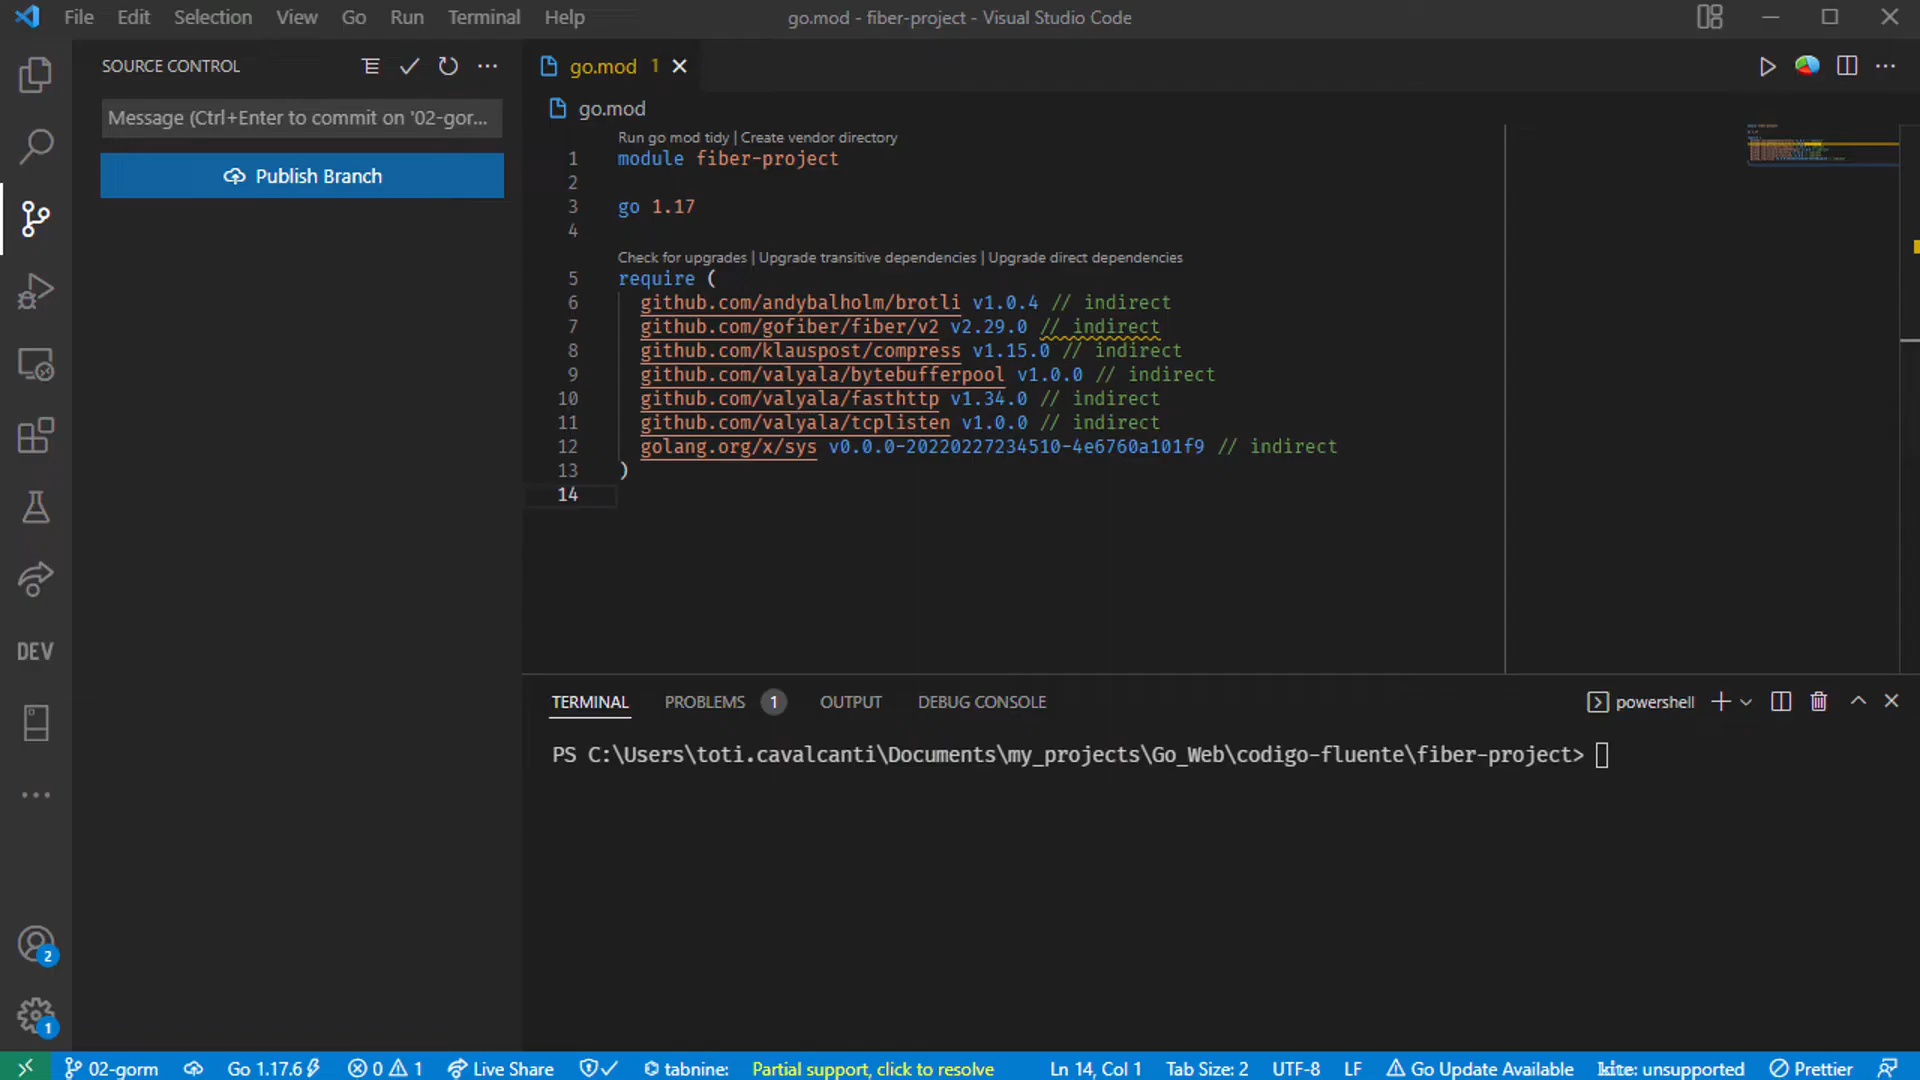 File Edit Selection View Go Run Terminal Help
go.mod - fiber-project - Visual Studio Code
SOURCE CONTROL
Message (Ctrl+Enter to commit on '02-gor...
Publish Branch
go.mod 1
go.mod
Run go mod tidy | Create vendor directory
1 module fiber-project
2
3 go 1.17
4
Check for upgrades | Upgrade transitive dependencies | Upgrade direct dependencies
5 require (
6 github.com/andybalholm/brotli v1.0.4 // indirect
7 github.com/gofiber/fiber/v2 v2.29.0 // indirect
8 github.com/klauspost/compress v1.15.0 // indirect
9 github.com/valyala/bytebufferpool v1.0.0 // indirect
10 github.com/valyala/fasthttp v1.34.0 // indirect
11 github.com/valyala/tcplisten v1.0.0 // indirect
12 golang.org/x/sys v0.0.0-20220227234510-4e6760a101f9 // indirect
13 )
14
DEV
TERMINAL PROBLEMS 1 OUTPUT DEBUG CONSOLE
powershell
PS C:\Users\toti.cavalcanti\Documents\my_projects\Go_Web\codigo-fluente\fiber-project>
2
1
02-gorm Go 1.17.6 0 1 Live Share tabnine: Partial support, click to resolve Ln 14, Col 1 Tab Size: 2 UTF-8 LF Go Update Available kite: unsupported Prettier